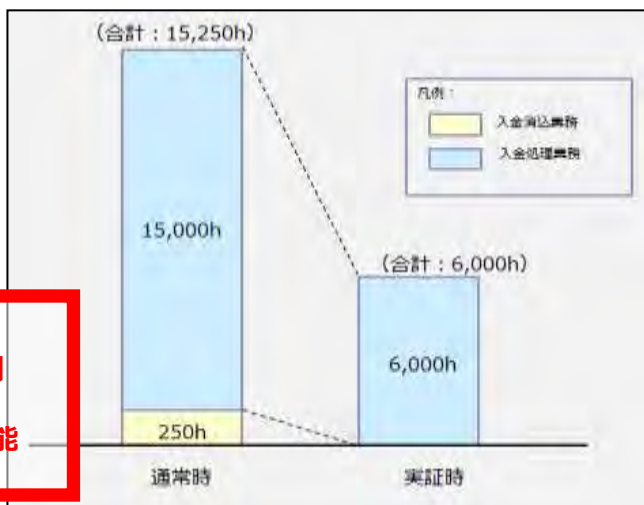 (合計:15,250h)
凡例:
入金消込業務
入金処理業務
15,000h
(合計:6,000h)
6,000h
能
250h
通常時
実証時